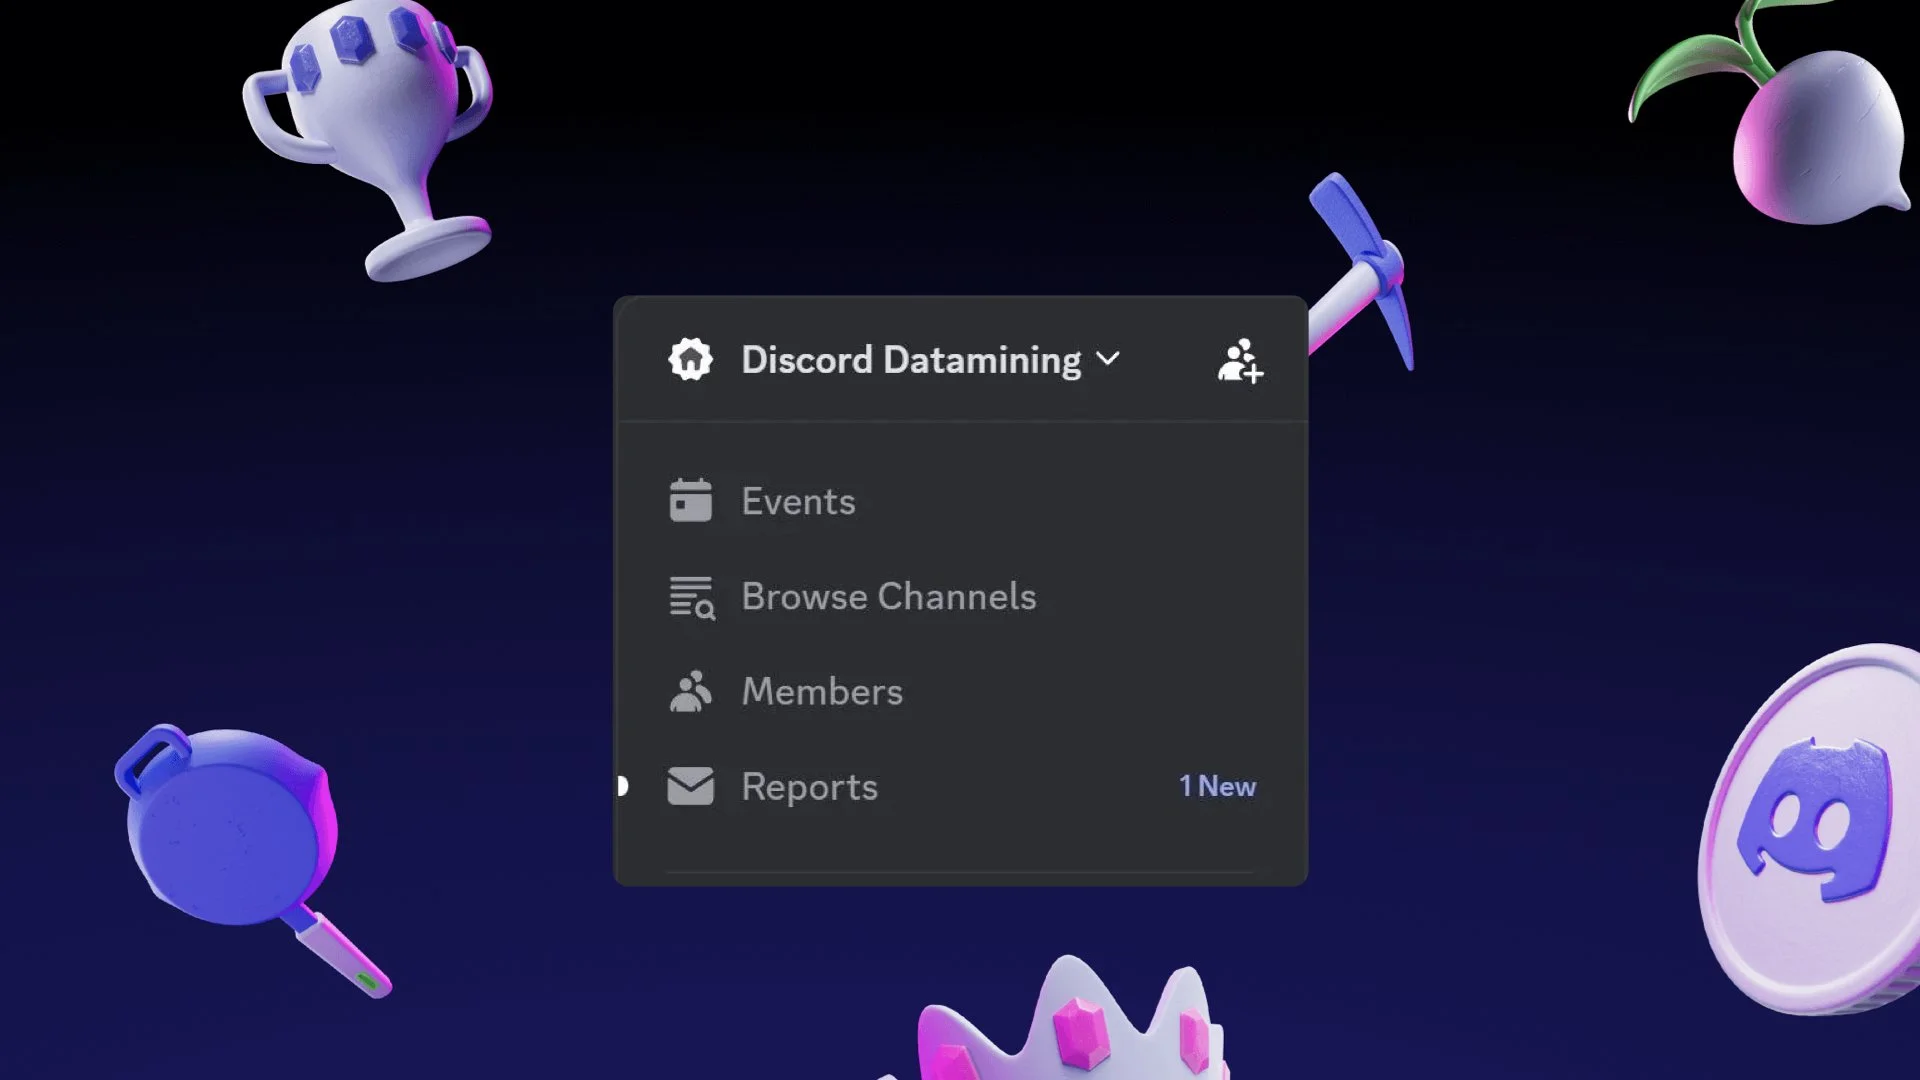 Discord Datamining
Events
Browse Channels
Members
Reports 1 New